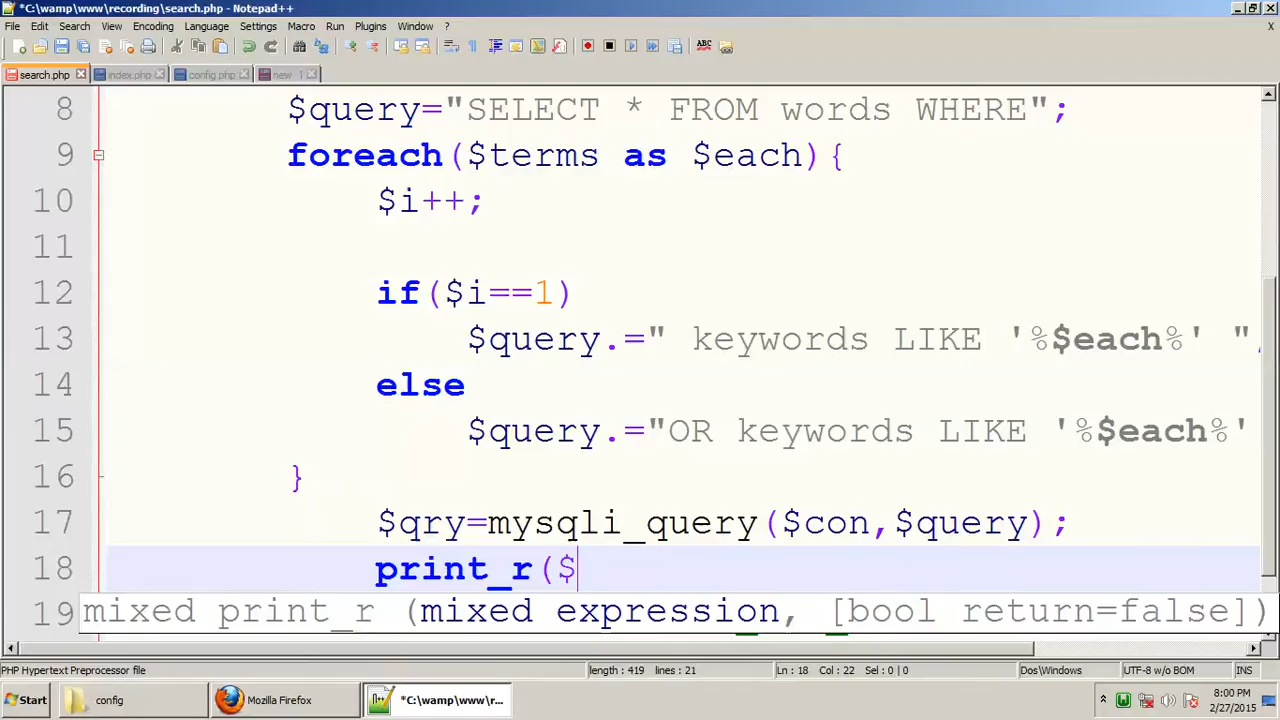 *C:\wamp\www\recording\search.php - Notepad++
File Edit Search View Encoding Language Settings Macro Run Plugins Window ?
X
search.php index.php config.php new 1
8 $query="SELECT * FROM words WHERE";
9 foreach($terms as $each){
10 $i++;
11
12 if($i==1)
13 $query.=" keywords LIKE '%$each%' "
14 else
15 $query.="OR keywords LIKE '%$each%'
16 }
17 $qry=mysqli_query($con,$query);
18 print_r($
19 mixed print_r (mixed expression, [bool return=false])
PHP Hypertext Preprocessor file length : 419 lines : 21 Ln : 18 Col : 22 Sel : 0 | 0 Dos\Windows UTF-8 w/o BOM INS
Start config Mozilla Firefox *C:\wamp\www\r... 8:00 PM
2/27/2015